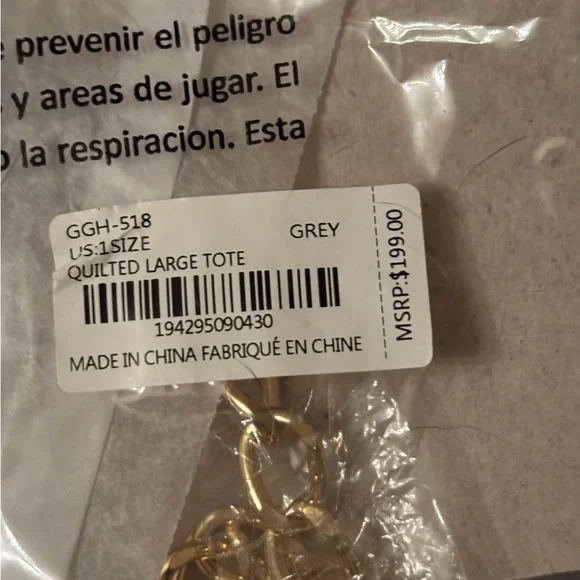 prevenir el peligro
y areas de jugar. El
la respiracion. Esta
GGH-518
US:1SIZE GREY
QUILTED LARGE TOTE
194295090430
MADE IN CHINA FABRIQUÉ EN CHINE
MSRP:$199.00